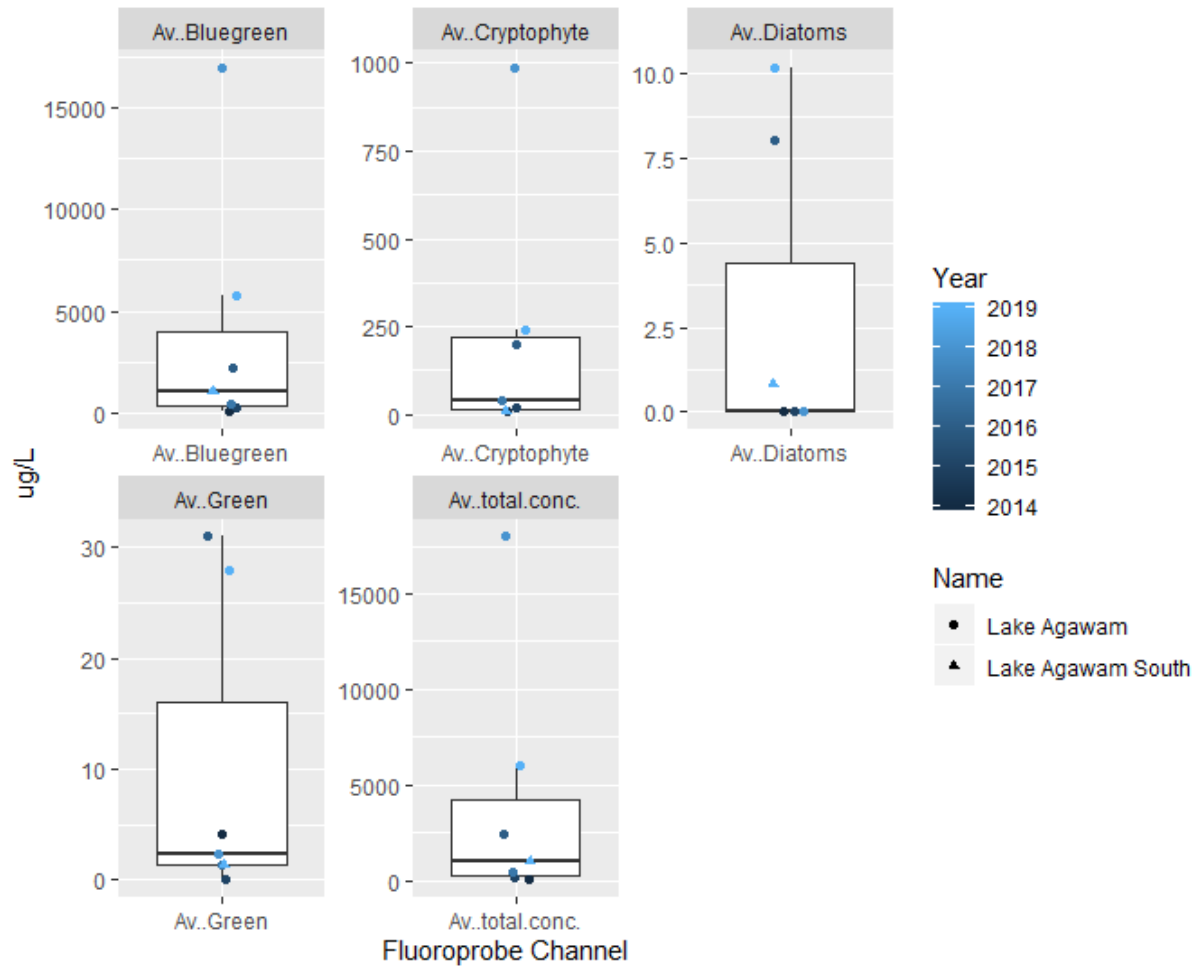 Av..Bluegreen
Av..Cryptophyte
Av..Diatoms
15000
10000
5000
0
1000
750
500
250
0
10.0
7.5
5.0
2.5
0.0
Av..Bluegreen
Av..Cryptophyte
Av..Diatoms
ug/L
Av..Green
Av..total.conc.
30
20
10
0
15000
10000
5000
0
Av..Green
Av..total.conc.
Fluoroprobe Channel
Year
2019
2018
2017
2016
2015
2014
Name
Lake Agawam
Lake Agawam South